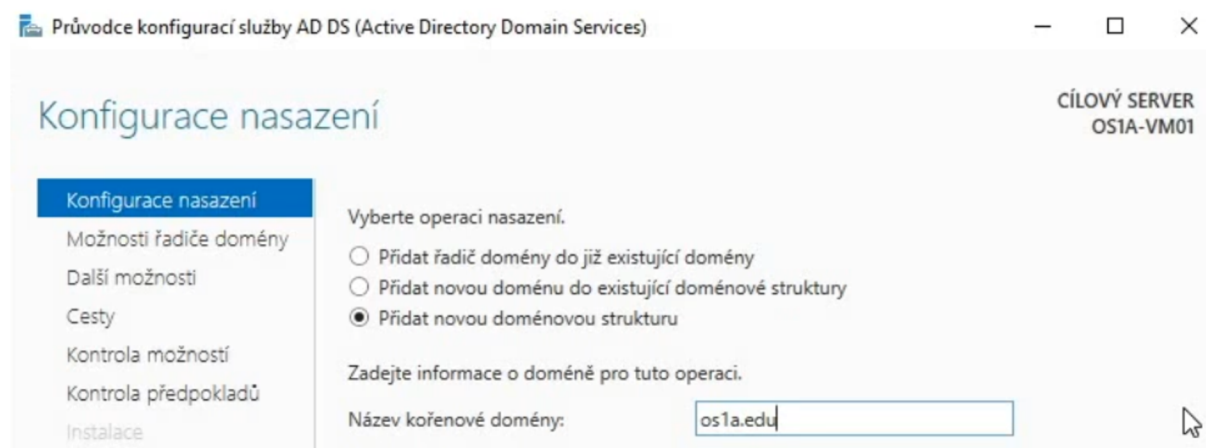 Průvodce konfigurací služby AD DS (Active Directory Domain Services)
Konfigurace nasazení
CÍLOVÝ SERVER
OS1A-VM01
Konfigurace nasazení
Možnosti řadiče domény
Další možnosti
Cesty
Kontrola možností
Kontrola předpokladů
Instalace
Vyberte operaci nasazení.
Přidat řadič domény do již existující domény
Přidat novou doménu do existující doménové struktury
Přidat novou doménovou strukturu
Zadejte informace o doméně pro tuto operaci.
Název kořenové domény: os1a.edu